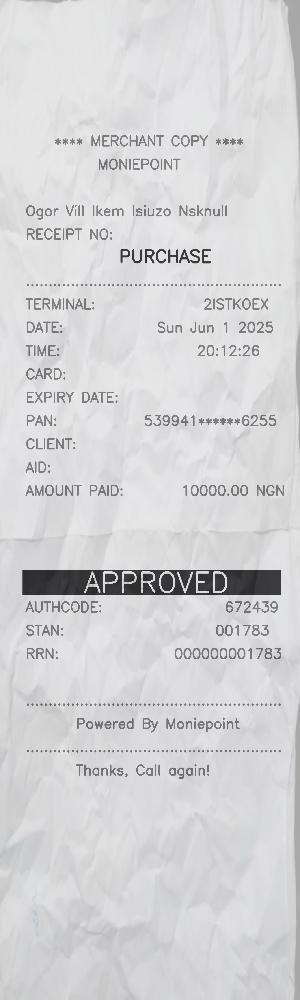 **** MERCHANT COPY ****
MONIEPOINT
Ogor Vill Ikem Isiuzo Nsknull
RECEIPT NO:
PURCHASE
TERMINAL: 2ISTKOEX
DATE: Sun Jun 1 2025
TIME: 20:12:26
CARD:
EXPIRY DATE:
PAN: 539941******6255
CLIENT:
AID:
AMOUNT PAID: 10000.00 NGN
APPROVED
AUTHCODE: 672439
STAN: 001783
RRN: 000000001783
Powered By Moniepoint
Thanks, Call again!